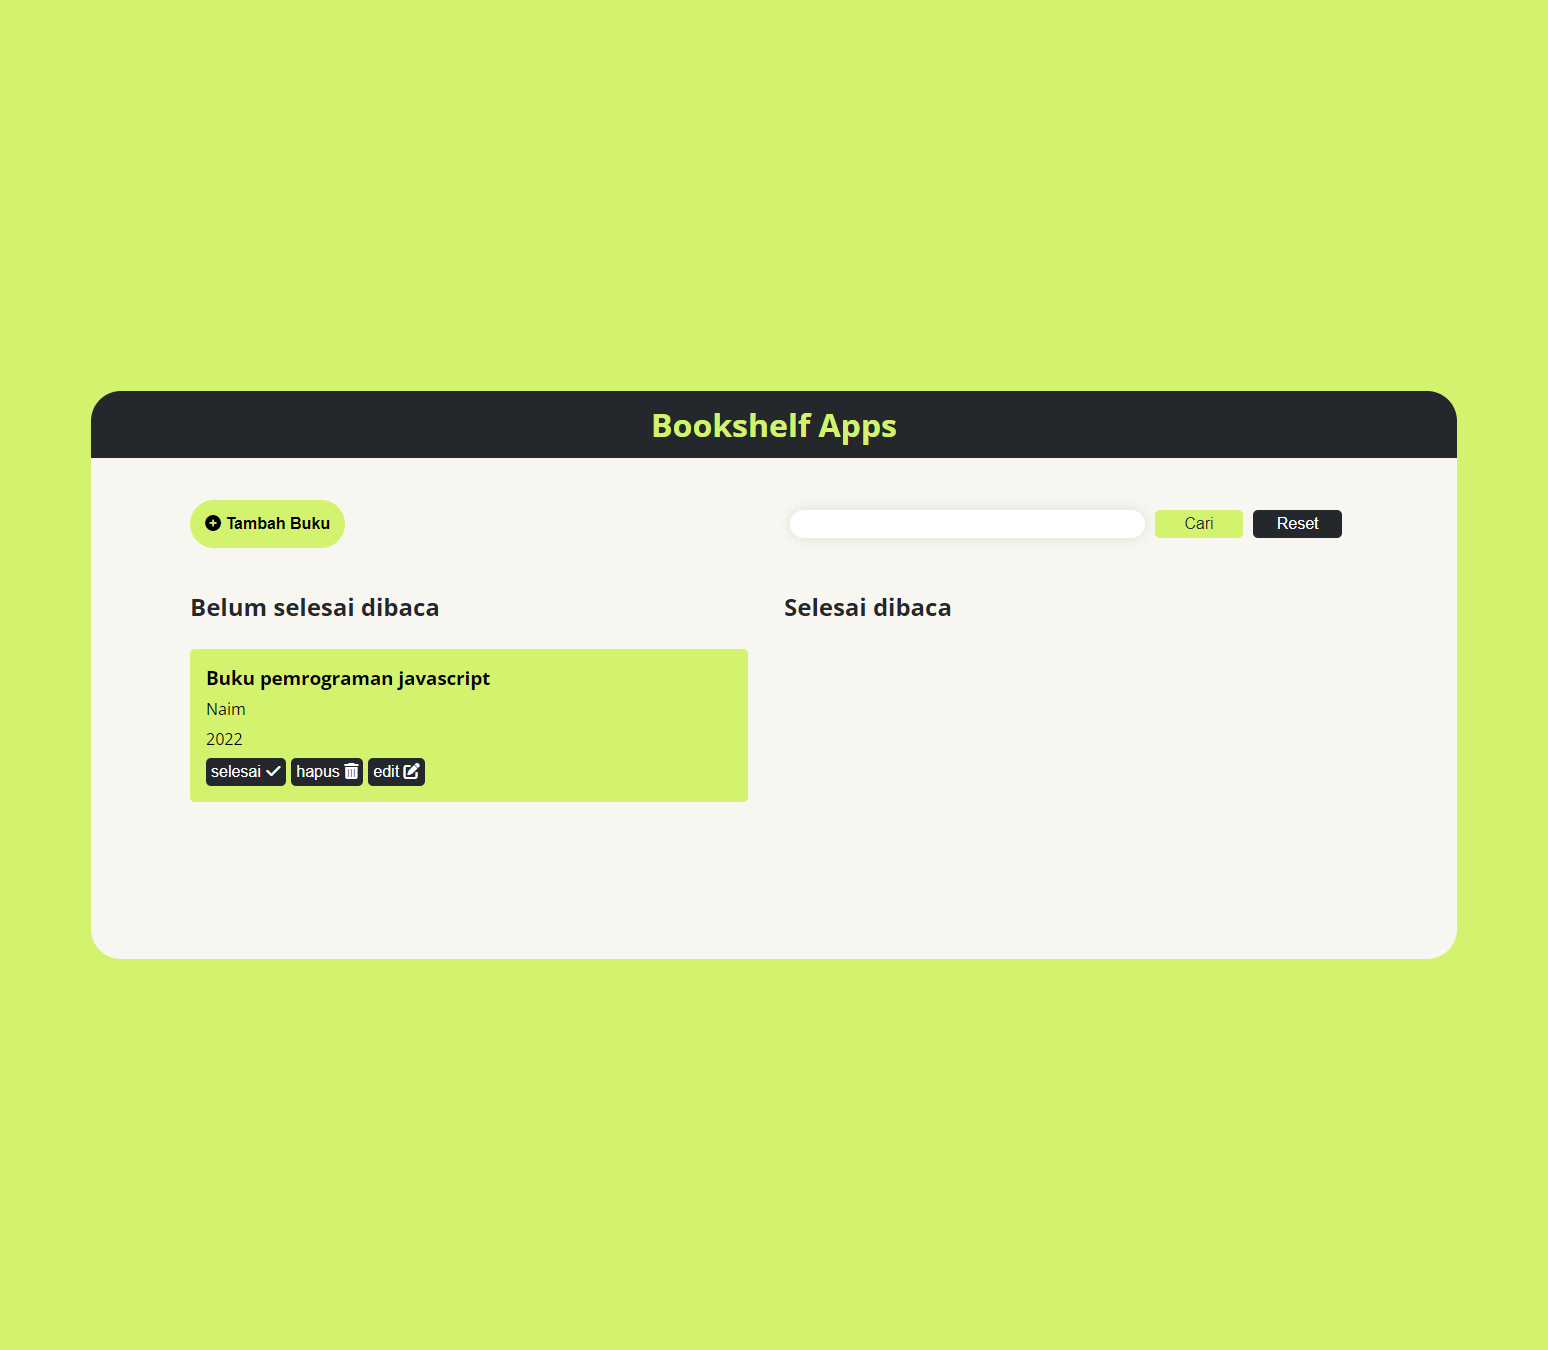 Bookshelf Apps
Tambah Buku
Cari
Reset
Belum selesai dibaca
Selesai dibaca
Buku pemrograman javascript
Naim
2022
selesai hapus edit